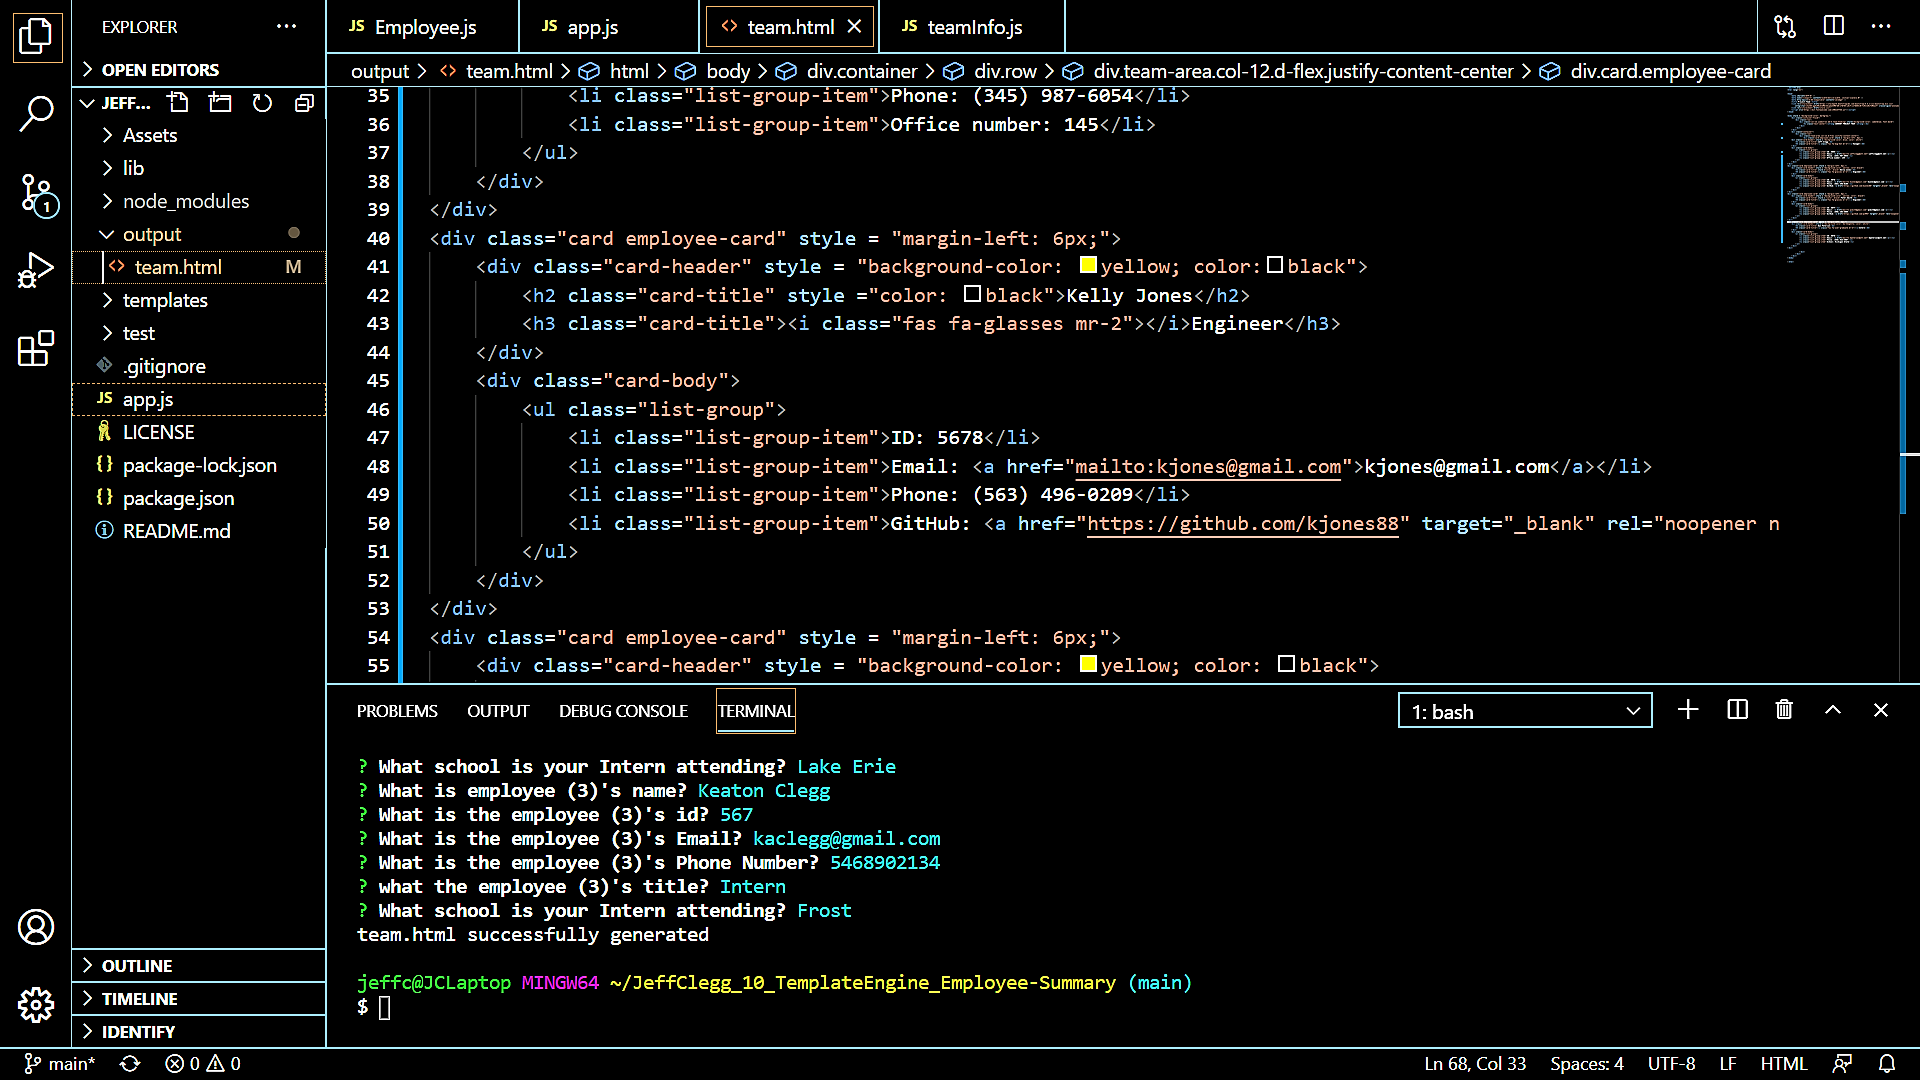 EXPLORER
OPEN EDITORS
JEFF...
Assets
lib
node_modules
output
team.html M
templates
test
.gitignore
JS app.js
LICENSE
{} package-lock.json
{} package.json
README.md
OUTLINE
TIMELINE
IDENTIFY
1
JS Employee.js
JS app.js
<> team.html
JS teamInfo.js
output > <> team.html > html > body > div.container > div.row > div.team-area.col-12.d-flex.justify-content-center > div.card.employee-card
35 <li class="list-group-item">Phone: (345) 987-6054</li>
36 <li class="list-group-item">Office number: 145</li>
37 </ul>
38 </div>
39 </div>
40 <div class="card employee-card" style = "margin-left: 6px;">
41 <div class="card-header" style = "background-color: yellow; color:black">
42 <h2 class="card-title" style ="color: black">Kelly Jones</h2>
43 <h3 class="card-title"><i class="fas fa-glasses mr-2"></i>Engineer</h3>
44 </div>
45 <div class="card-body">
46 <ul class="list-group">
47 <li class="list-group-item">ID: 5678</li>
48 <li class="list-group-item">Email: <a href="mailto:kjones@gmail.com">kjones@gmail.com</a></li>
49 <li class="list-group-item">Phone: (563) 496-0209</li>
50 <li class="list-group-item">GitHub: <a href="https://github.com/kjones88" target="_blank" rel="noopener n
51 </ul>
52 </div>
53 </div>
54 <div class="card employee-card" style = "margin-left: 6px;">
55 <div class="card-header" style = "background-color: yellow; color: black">
PROBLEMS OUTPUT DEBUG CONSOLE TERMINAL 1: bash
? What school is your Intern attending? Lake Erie
? What is employee (3)'s name? Keaton Clegg
? What is the employee (3)'s id? 567
? What is the employee (3)'s Email? kaclegg@gmail.com
? What is the employee (3)'s Phone Number? 5468902134
? what the employee (3)'s title? Intern
? What school is your Intern attending? Frost
team.html successfully generated
jeffc@JCLaptop MINGW64 ~/JeffClegg_10_TemplateEngine_Employee-Summary (main)
$
main* 0 0 Ln 68, Col 33 Spaces: 4 UTF-8 LF HTML